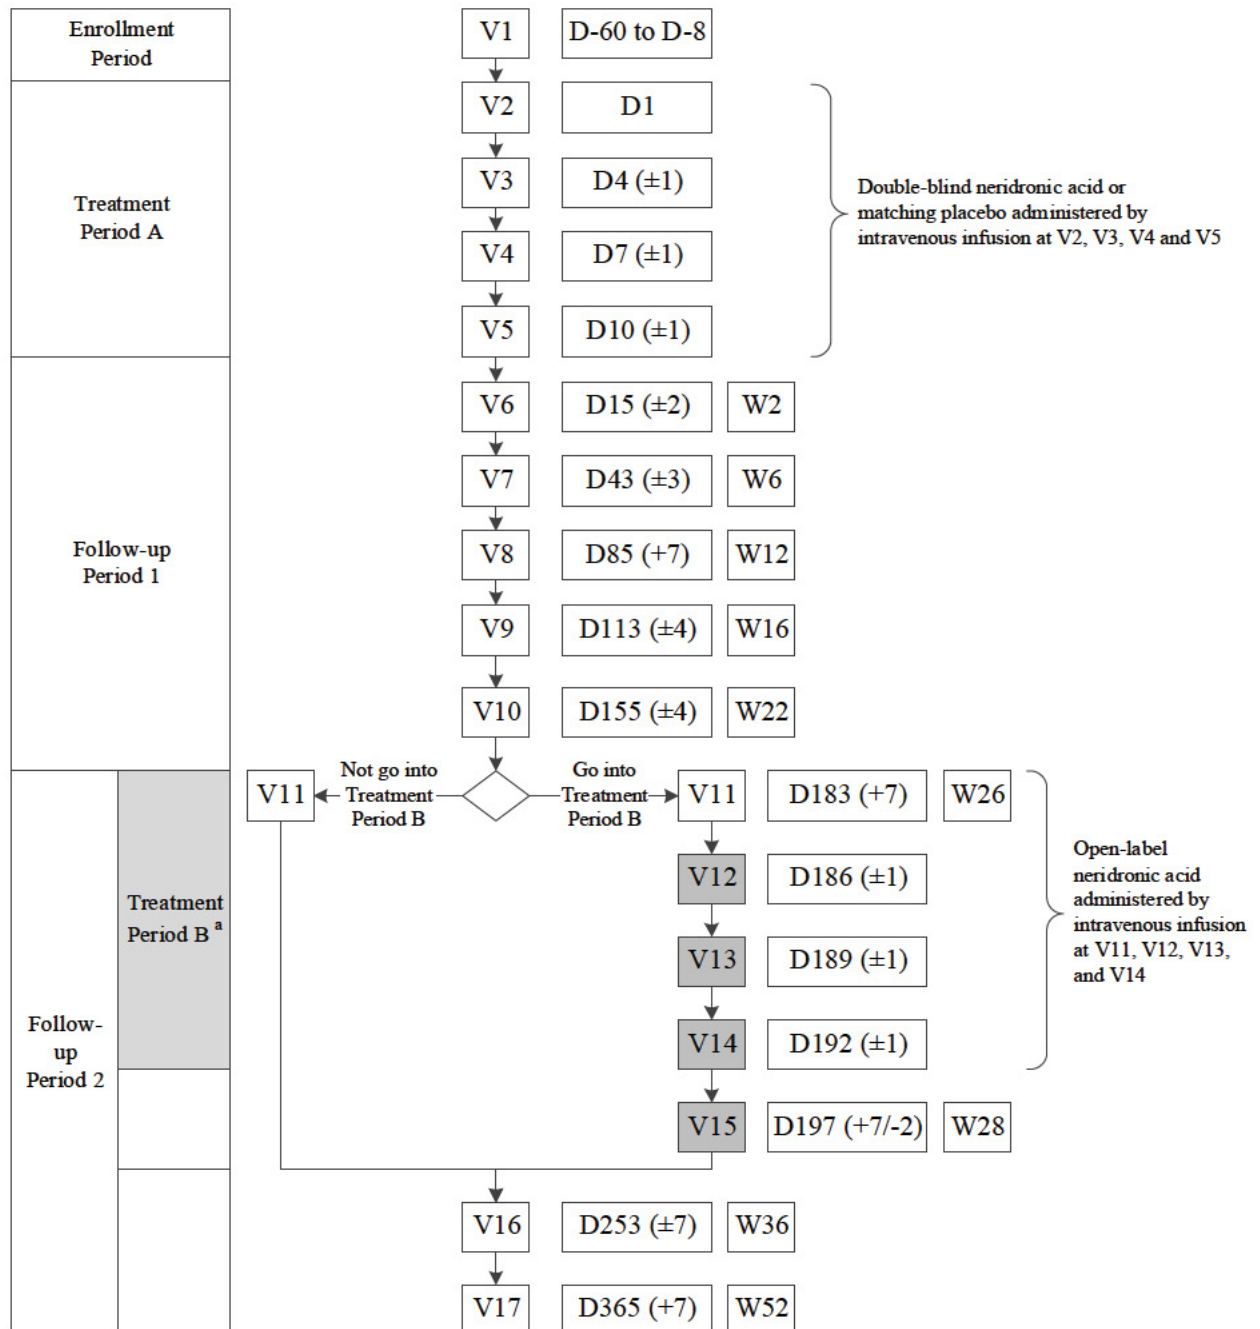 Enrollment
Period
V1
D-60 to D-8
Treatment
Period A
V2
D1
V3
D4 (±1)
V4
D7 (±1)
V5
D10 (±1)
Double-blind neridronic acid or
matching placebo administered by
intravenous infusion at V2, V3, V4 and V5
Follow-up
Period 1
V6
D15 (±2)
W2
V7
D43 (±3)
W6
V8
D85 (+7)
W12
V9
D113 (±4)
W16
V10
D155 (±4)
W22
Follow-
up
Period 2
Treatment
Period B a
V11
Not go into
Treatment
Period B
Go into
Treatment
Period B
V11
D183 (+7)
W26
V12
D186 (±1)
V13
D189 (±1)
V14
D192 (±1)
Open-label
neridronic acid
administered by
intravenous infusion
at V11, V12, V13,
and V14
V15
D197 (+7/-2)
W28
V16
D253 (±7)
W36
V17
D365 (+7)
W52